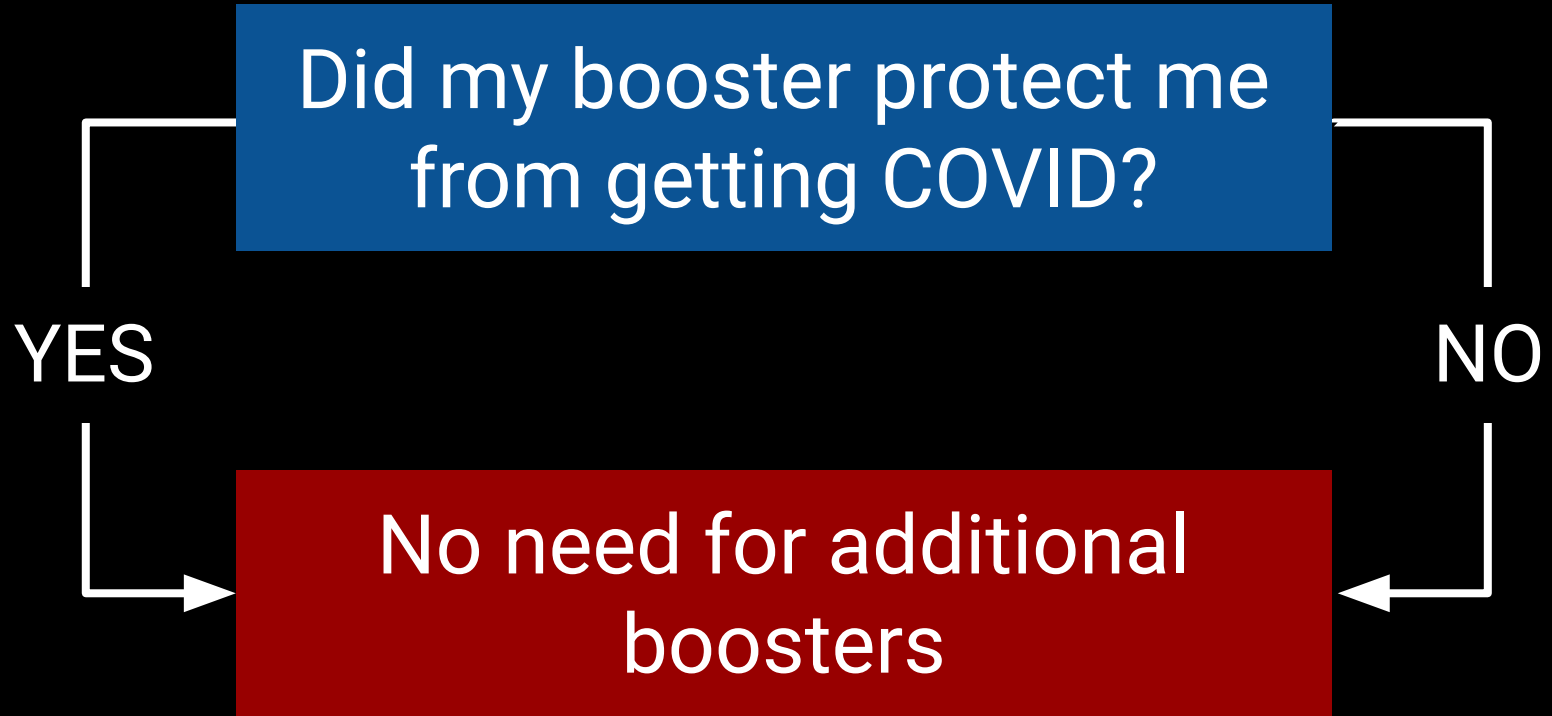 Did my booster protect me
from getting COVID?
YES
NO
No need for additional
boosters